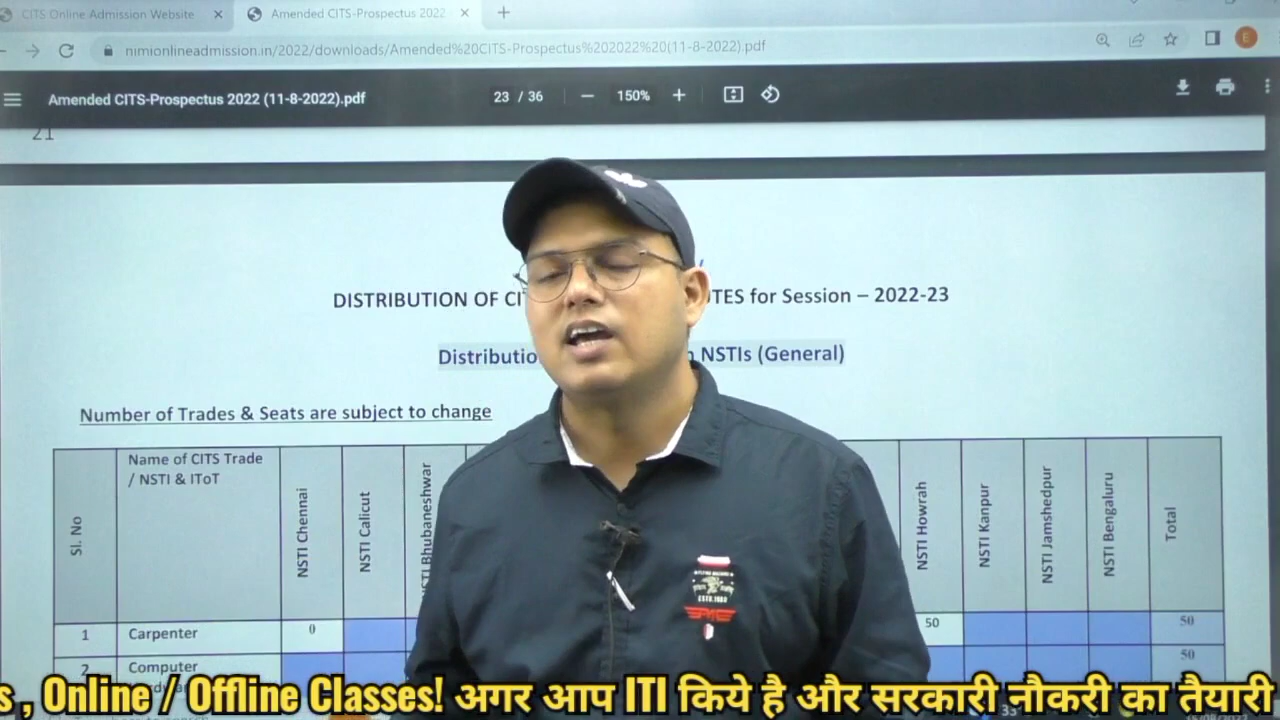 CITS Online Admission Website
Amended CITS-Prospectus 2022
nimionlineadmission.in/2022/downloads/Amended%20CITS-Prospectus%202022%20(11-8-2022).pdf
E
Amended CITS-Prospectus 2022 (11-8-2022).pdf
23 / 36
150%
21
DISTRIBUTION OF TES for Session – 2022-23
NSTIs (General)
Number of Trades & Seats are subject to change
Sl. No
Name of CITS Trade / NSTI & IToT
NSTI Chennai
NSTI Calicut
Bhubaneshwar
NSTI Howrah
NSTI Kanpur
NSTI Jamshedpur
NSTI Bengaluru
Total
1 Carpenter 0 50 50
2 Computer 50
ESTD.1980
s , Online / Offline Classes! अगर आप ITI किये है और सरकारी नौकरी का तैयारी